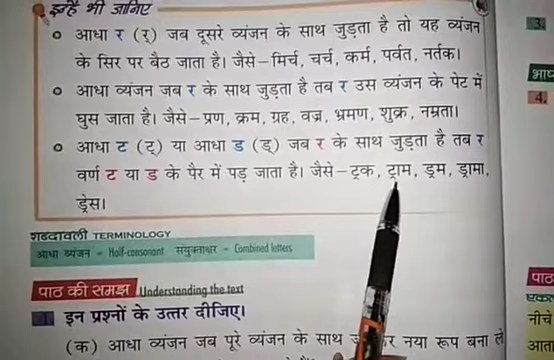 इन्हें भी जानिए
आधा र (र्) जब दूसरे व्यंजन के साथ जुड़ता है तो यह व्यंजन
के सिर पर बैठ जाता है। जैसे–मिर्च, चर्च, कर्म, पर्वत, नर्तक।
आधा व्यंजन जब र के साथ जुड़ता है तब र उस व्यंजन के पेट में
घुस जाता है। जैसे–प्रण, क्रम, ग्रह, वज्र, भ्रमण, शुक्र, नम्रता।
आधा ट (ट्) या आधा ड (ड्) जब र के साथ जुड़ता है तब र
वर्ण ट या ड के पैर में पड़ जाता है। जैसे–ट्रक, ट्राम, ड्रम, ड्रामा,
ड्रेस।
शब्दावली TERMINOLOGY
आधा व्यंजन = Half-consonant संयुक्ताक्षर = Combined letters
पाठ की समझ Understanding the text
1 इन प्रश्नों के उत्तर दीजिए।
(क) आधा व्यंजन जब पूरे व्यंजन के साथ नया रूप बना ले
3.
4.
पाठ
नीचे
आता